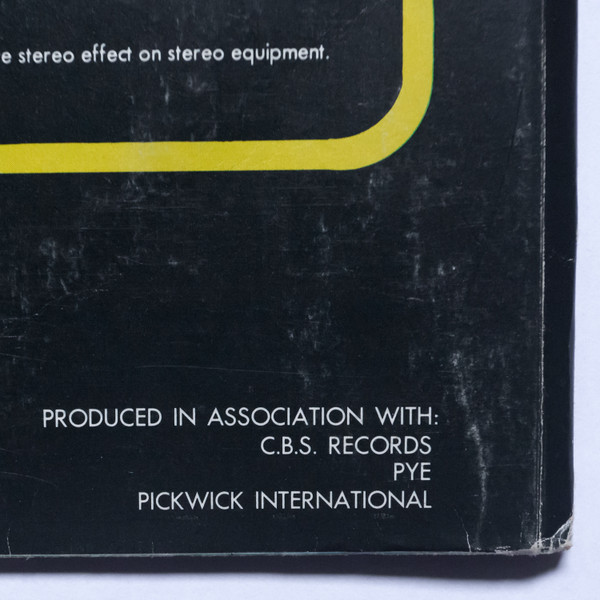 e stereo effect on stereo equipment.
PRODUCED IN ASSOCIATION WITH:
C.B.S. RECORDS
PYE
PICKWICK INTERNATIONAL